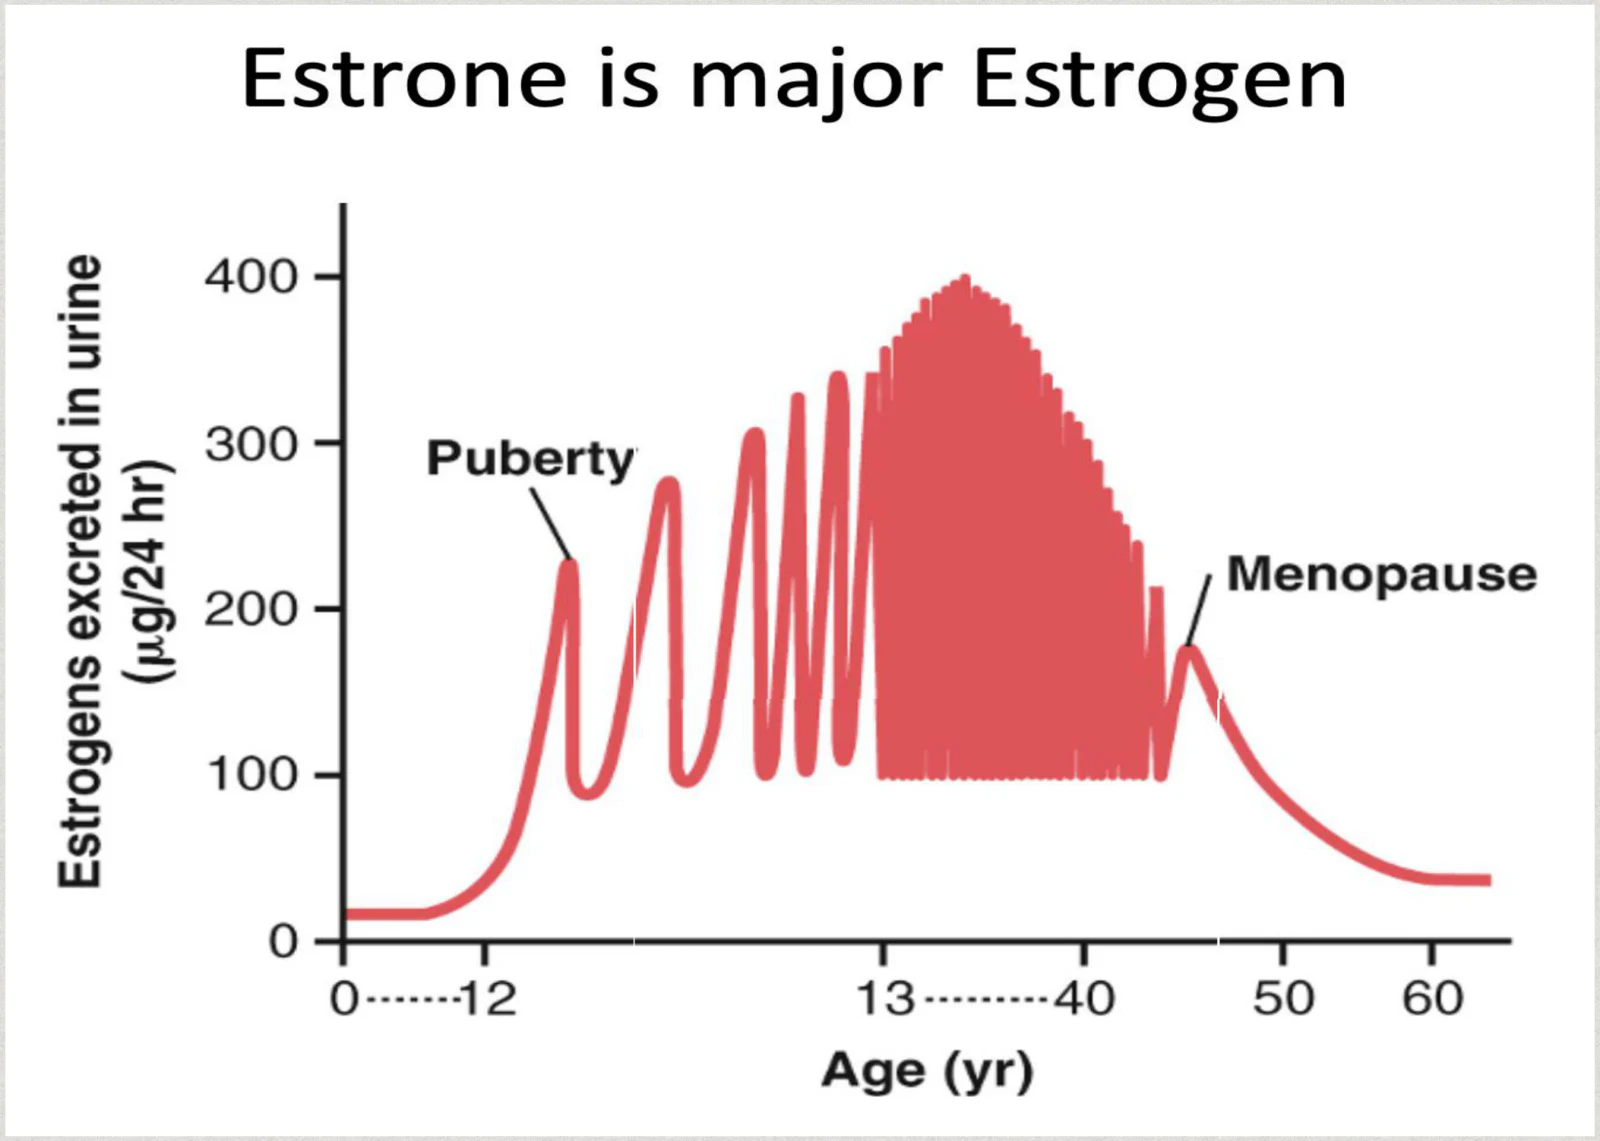 Estrone is major Estrogen
Estrogens excreted in urine
(µg/24 hr)
400
300
200
100
0
Puberty
Menopause
0-------12
13---------40
50
60
Age (yr)